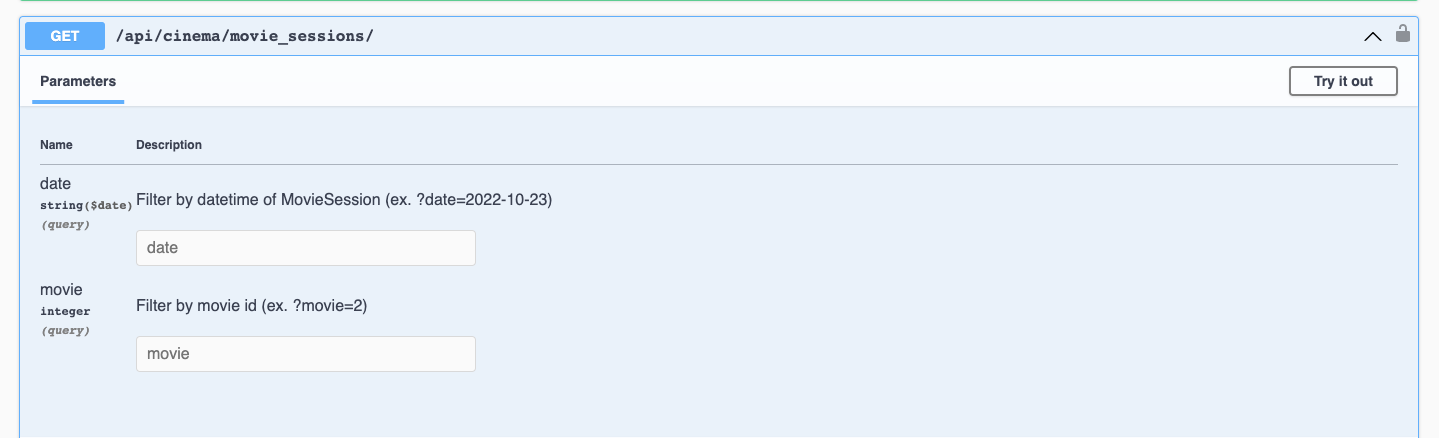 GET /api/cinema/movie_sessions/
Parameters
Try it out
Name Description
date
string($date)
(query)
Filter by datetime of MovieSession (ex. ?date=2022-10-23)
date
movie
integer
(query)
Filter by movie id (ex. ?movie=2)
movie